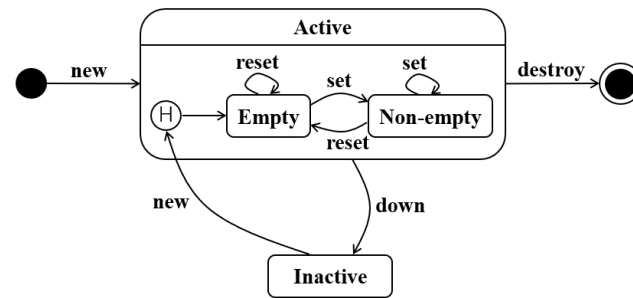 Active
new
destroy
reset
set
set
H
Empty
Non-empty
reset
new
down
Inactive